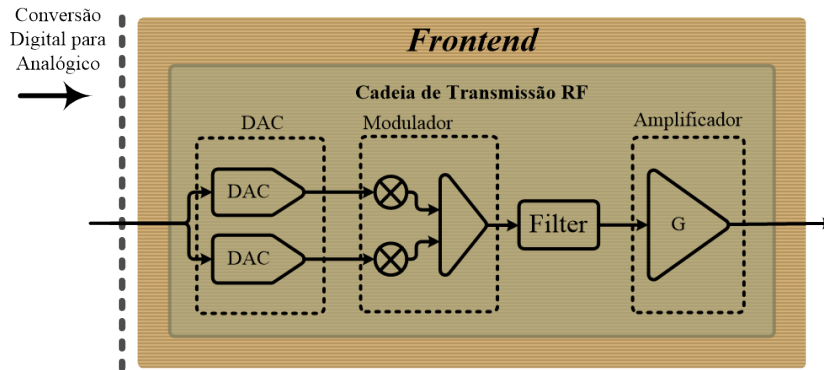 Conversão
Digital para
Analógico
Frontend
Cadeia de Transmissão RF
DAC
Modulador
Amplificador
DAC
DAC
Filter
G